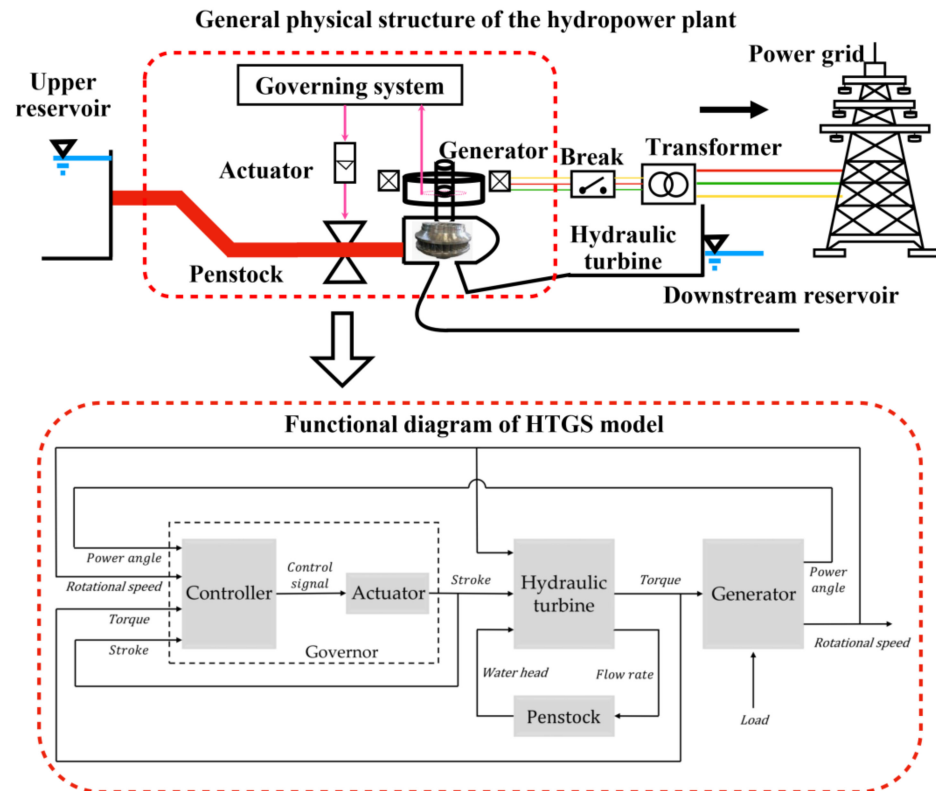 General physical structure of the hydropower plant
Power grid
Upper
reservoir
Governing system
Actuator
Generator
Break
Transformer
Penstock
Hydraulic
turbine
Downstream reservoir
Functional diagram of HTGS model
Power angle
Rotational speed
Torque
Stroke
Controller
Control
signal
Actuator
Governor
Stroke
Hydraulic
turbine
Torque
Generator
Power
angle
Rotational speed
Water head
Flow rate
Penstock
Load